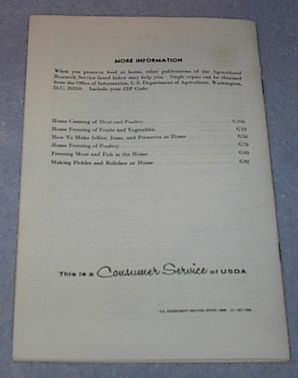 MORE INFORMATION
When you preserve food at home, other publications of the Agricultural
Research Service listed below may help you. Single copies can be obtained
from the Office of Information, U.S. Department of Agriculture, Washington,
D.C. 20250. Include your ZIP Code.
Home Canning of Meat and Poultry G106
Home Freezing of Fruits and Vegetables G10
How To Make Jellies, Jams, and Preserves at Home G56
Home Freezing of Poultry G70
Freezing Meat and Fish in the Home G93
Making Pickles and Relishes at Home G92
This is a Consumer Service of USDA
U.S. GOVERNMENT PRINTING OFFICE